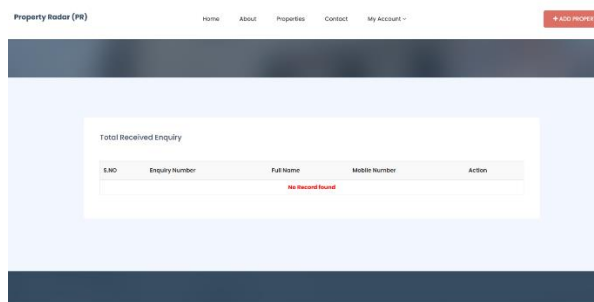 Property Radar (PR)
Home About Properties Contact My Account
+ ADD PROPER
Total Received Enquiry
S.NO Enquiry Number Full Name Mobile Number Action
No Record found